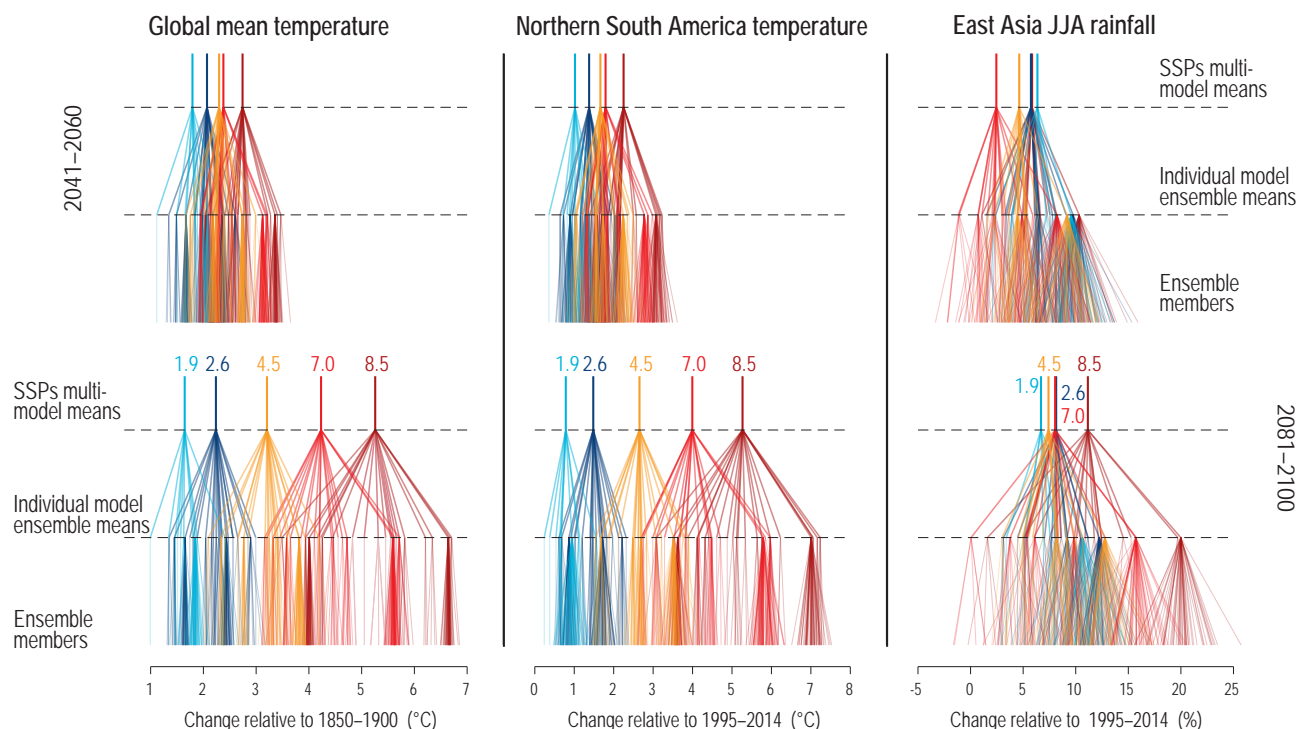 Global mean temperature
Northern South America temperature
East Asia JJA rainfall
2041–2060
SSPs multi-
model means
Individual model
ensemble means
Ensemble
members
SSPs multi-
model means
Individual model
ensemble means
Ensemble
members
1.9 2.6 4.5 7.0 8.5
1.9 2.6 4.5 7.0 8.5
4.5 8.5
1.9 2.6
7.0
2081–2100
1 2 3 4 5 6 7
Change relative to 1850–1900 (°C)
0 1 2 3 4 5 6 7 8
Change relative to 1995–2014 (°C)
-5 0 5 10 15 20 25
Change relative to 1995–2014 (%)